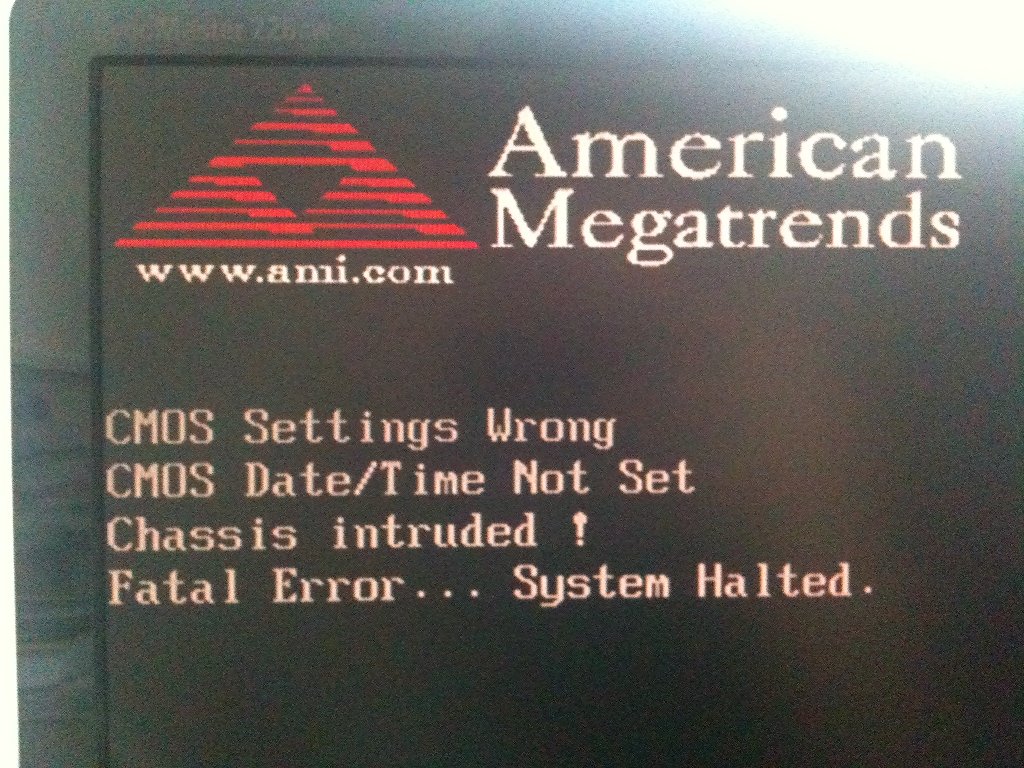 American
Megatrends
www.ami.com
CMOS Settings Wrong
CMOS Date/Time Not Set
Chassis intruded !
Fatal Error... System Halted.